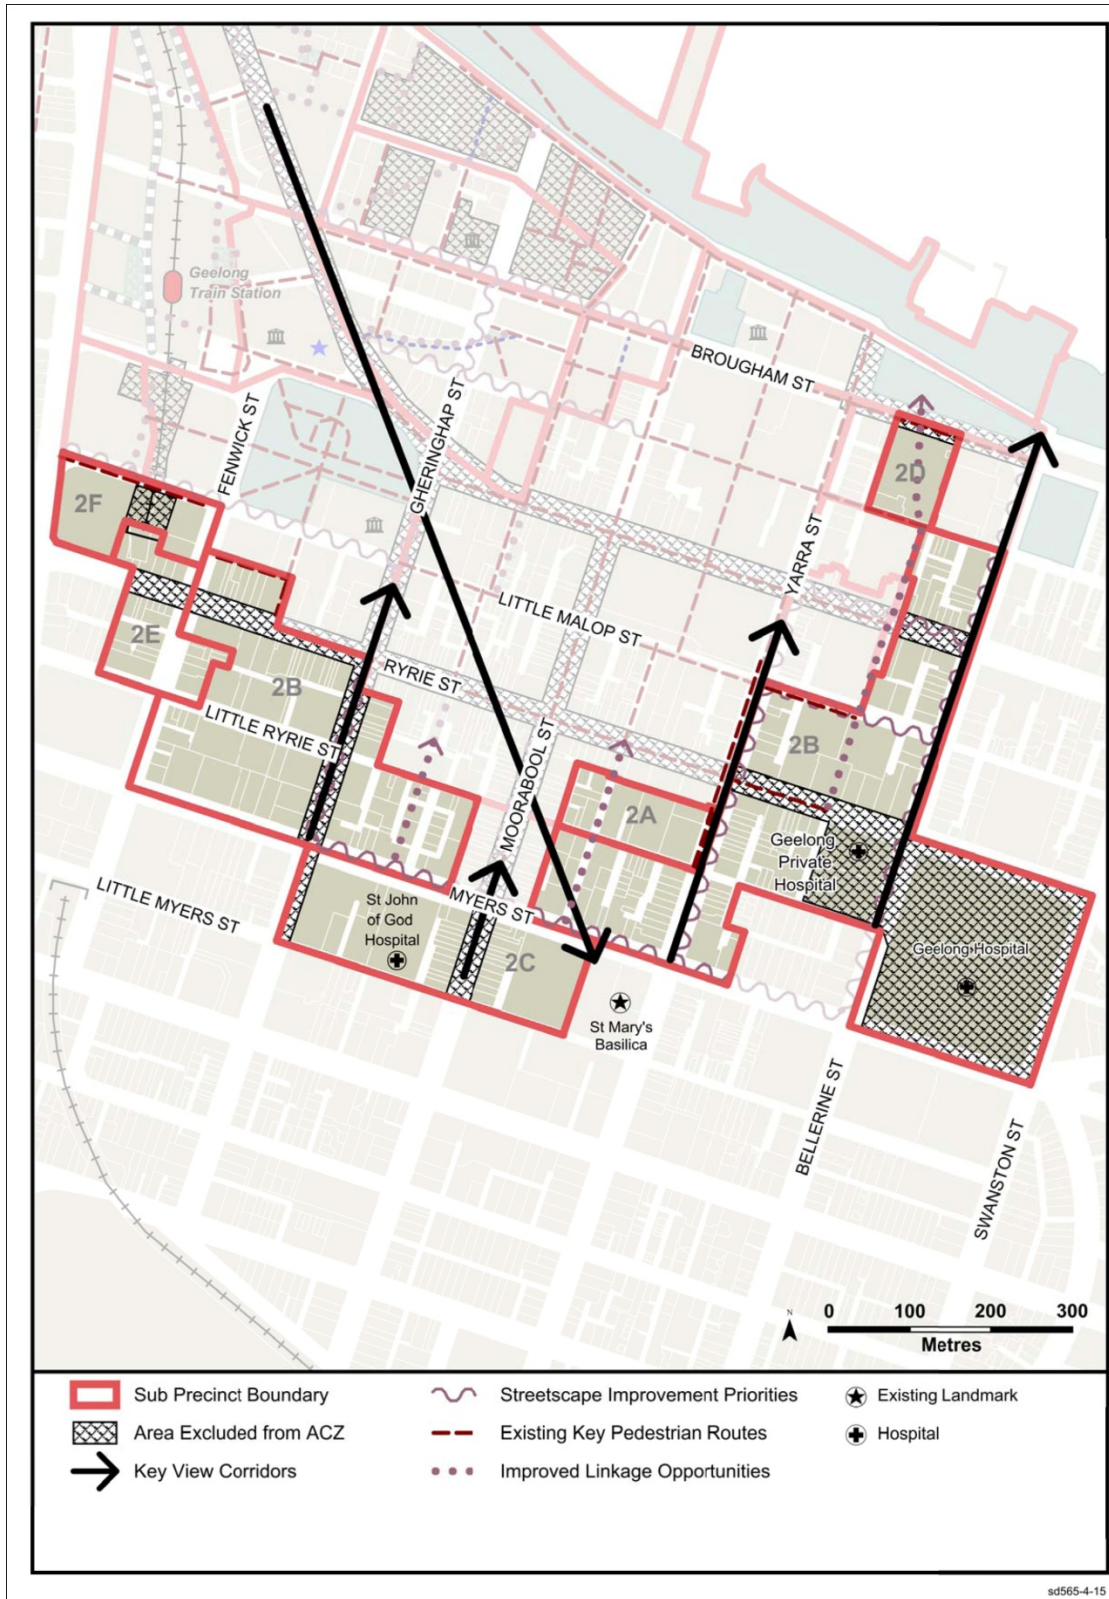 Geelong
Train Station
BROUGHAM ST
FENWICK ST
GHERINGHAP ST
2D
2F
YARRA ST
LITTLE MALOP ST
2E
RYRIE ST
2B
LITTLE RYRIE ST
2B
MOORABOOL ST
2A
Geelong
Private
Hospital
LITTLE MYERS ST
St John
of God
Hospital
MYERS ST
2C
Geelong Hospital
St Mary's
Basilica
BELLERINE ST
SWANSTON ST
N
0 100 200 300
Metres
Sub Precinct Boundary
Streetscape Improvement Priorities
Existing Landmark
Area Excluded from ACZ
Existing Key Pedestrian Routes
Hospital
Key View Corridors
Improved Linkage Opportunities
sd565-4-15